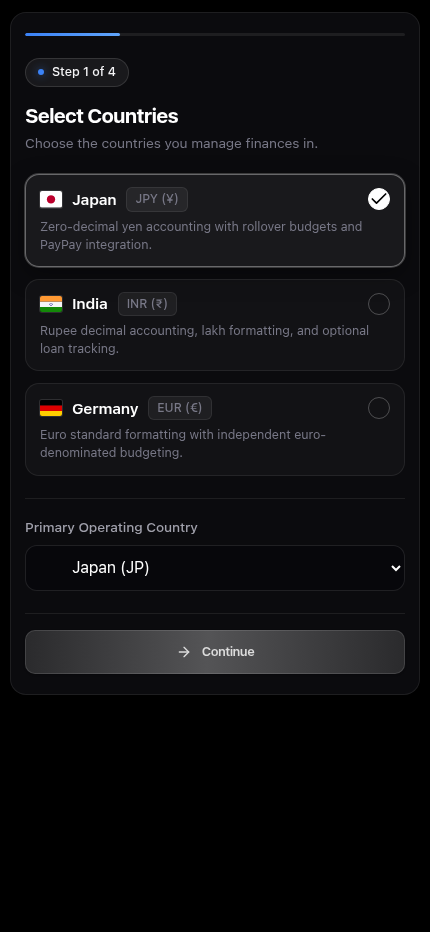 Step 1 of 4
Select Countries
Choose the countries you manage finances in.
Japan JPY (¥)
Zero-decimal yen accounting with rollover budgets and
PayPay integration.
India INR (₹)
Rupee decimal accounting, lakh formatting, and optional
loan tracking.
Germany EUR (€)
Euro standard formatting with independent euro-
denominated budgeting.
Primary Operating Country
Japan (JP)
Continue